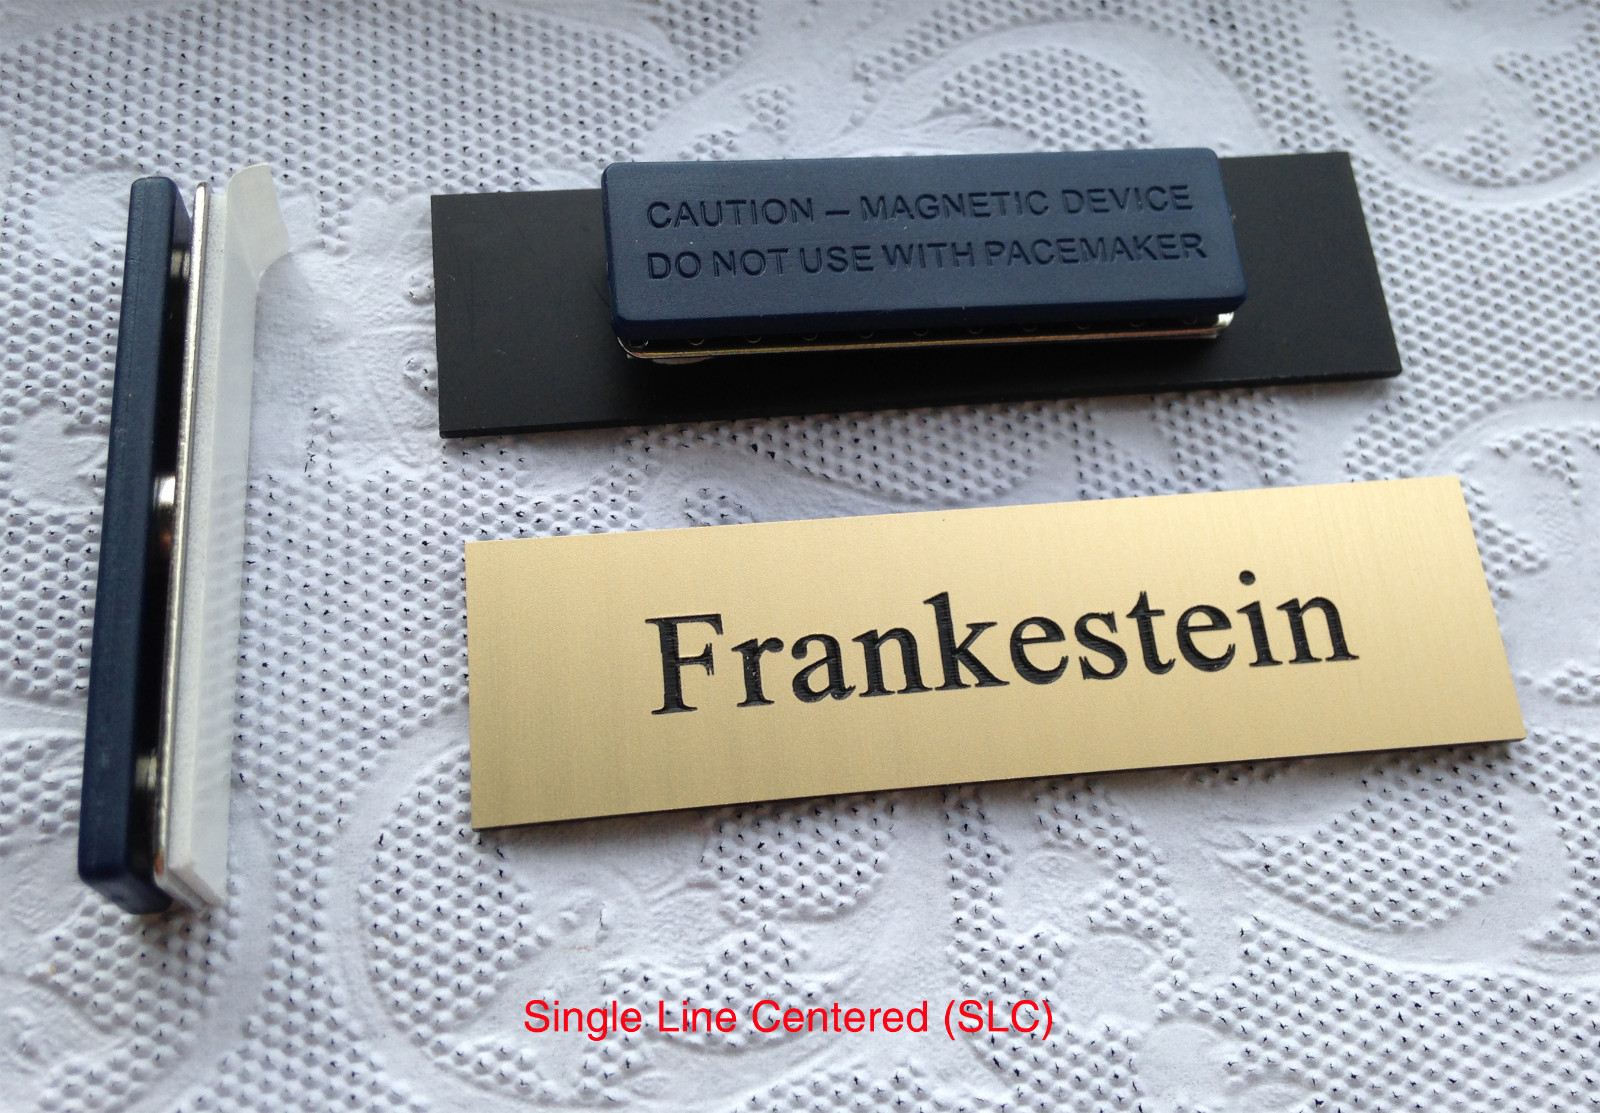 CAUTION – MAGNETIC DEVICE
DO NOT USE WITH PACEMAKER
Frankestein
Single Line Centered (SLC)